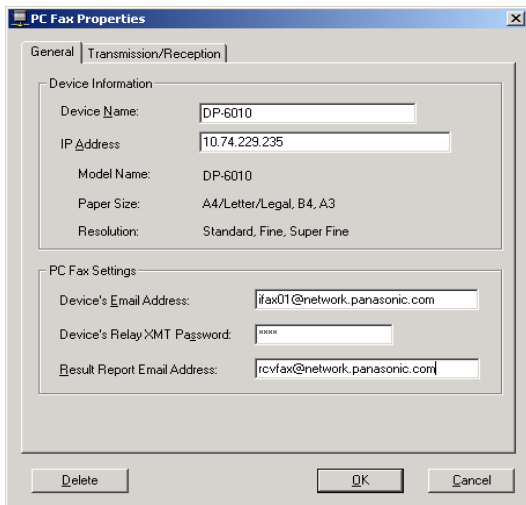 PC Fax Properties
General Transmission/Reception
Device Information
Device Name: DP-6010
IP Address 10.74.229.235
Model Name: DP-6010
Paper Size: A4/Letter/Legal, B4, A3
Resolution: Standard, Fine, Super Fine
PC Fax Settings
Device's Email Address: ifax01@network.panasonic.com
Device's Relay XMT Password: ****
Result Report Email Address: rcvfax@network.panasonic.com
Delete OK Cancel